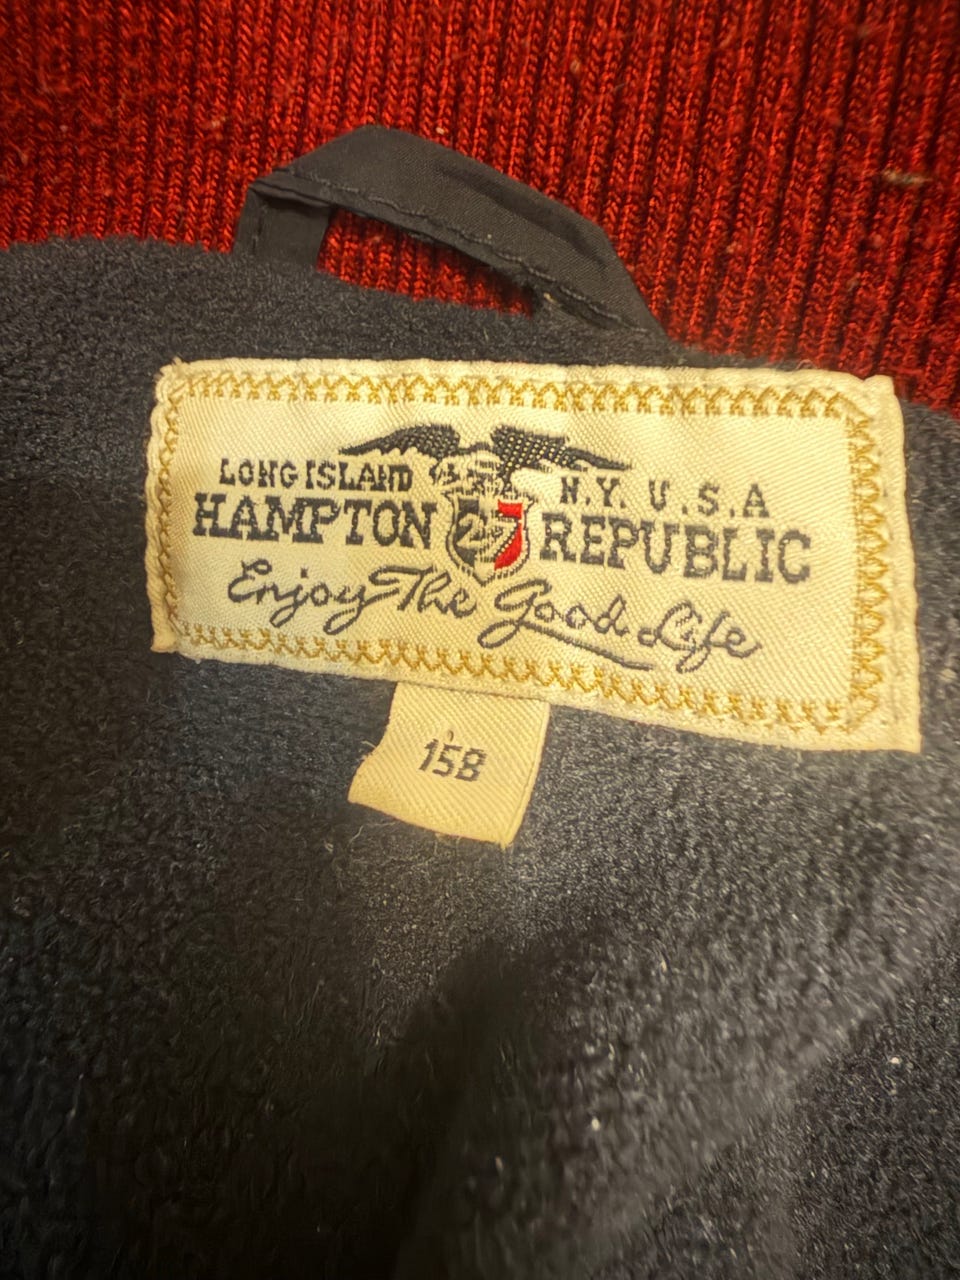 LONG ISLAND N.Y. U.S.A
HAMPTON 27 REPUBLIC
Enjoy The Good Life
158